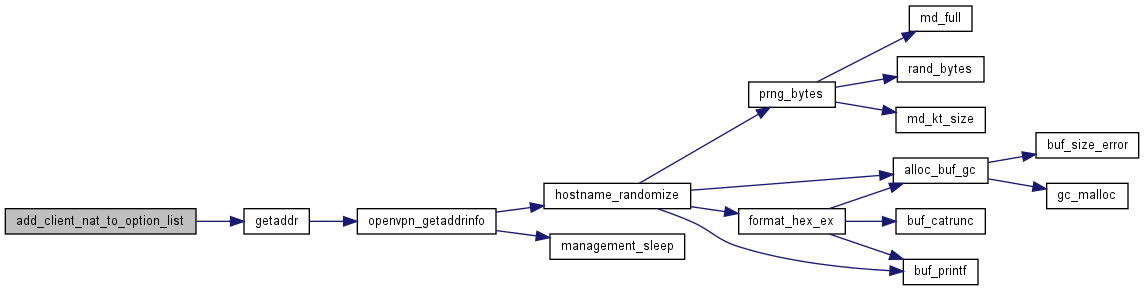 md_full
rand_bytes
prng_bytes
md_kt_size
buf_size_error
alloc_buf_gc
gc_malloc
hostname_randomize
add_client_nat_to_option_list
getaddr
openvpn_getaddrinfo
format_hex_ex
buf_catrunc
management_sleep
buf_printf